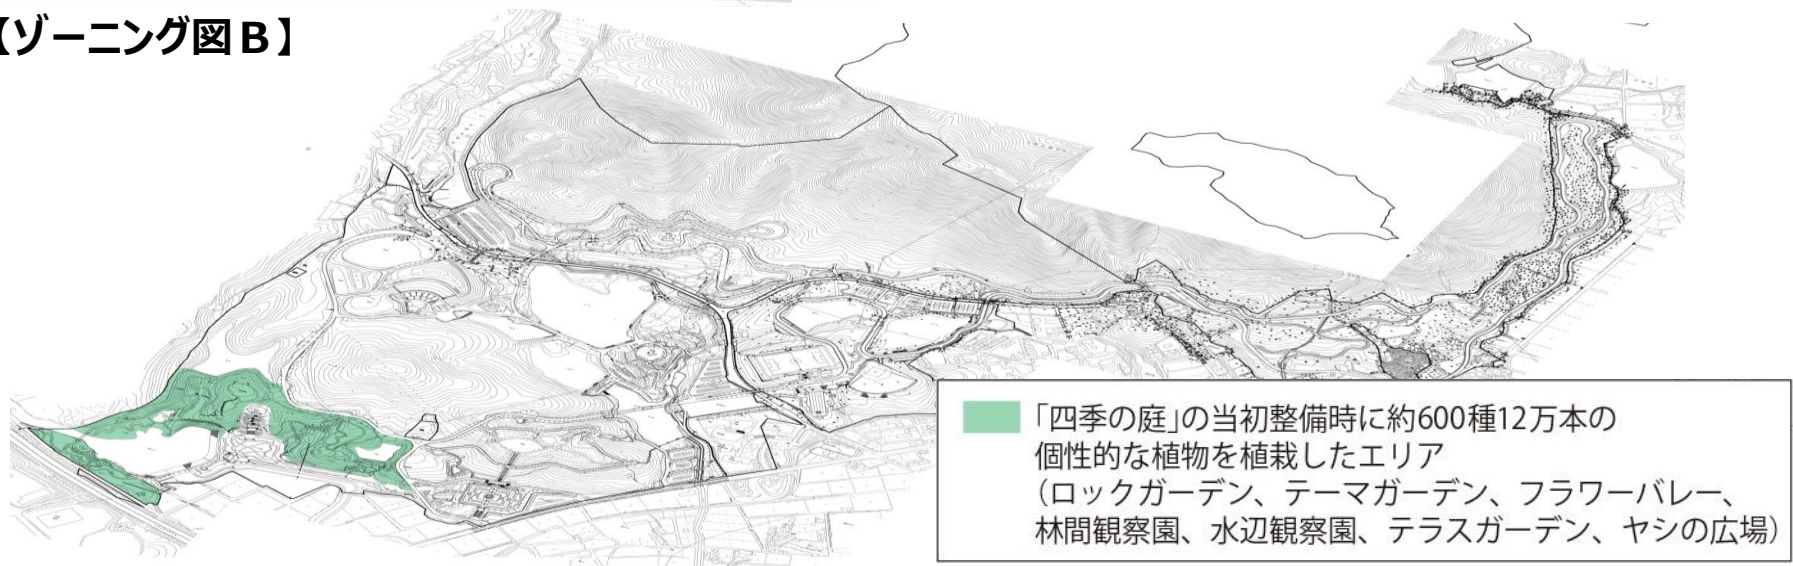 【ゾーニング図B】
「四季の庭」の当初整備時に約600種12万本の
個性的な植物を植栽したエリア
（ロックガーデン、テーマガーデン、フラワーバレー、
林間観察園、水辺観察園、テラスガーデン、ヤシの広場）